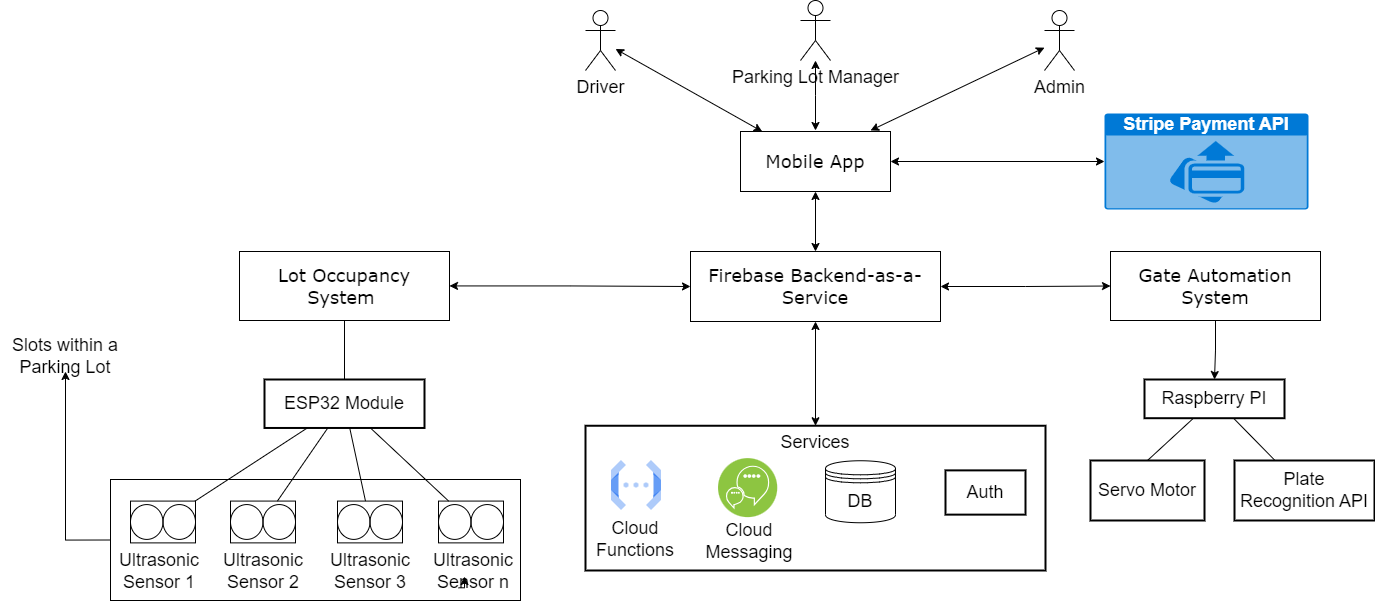 Driver
Parking Lot Manager
Admin
Stripe Payment API
Mobile App
Lot Occupancy
System
Firebase Backend-as-a-
Service
Gate Automation
System
Slots within a
Parking Lot
ESP32 Module
Raspberry PI
Services
Servo Motor
Plate
Recognition API
Cloud
Functions
Cloud
Messaging
DB
Auth
Ultrasonic
Sensor 1
Ultrasonic
Sensor 2
Ultrasonic
Sensor 3
Ultrasonic
Sensor n